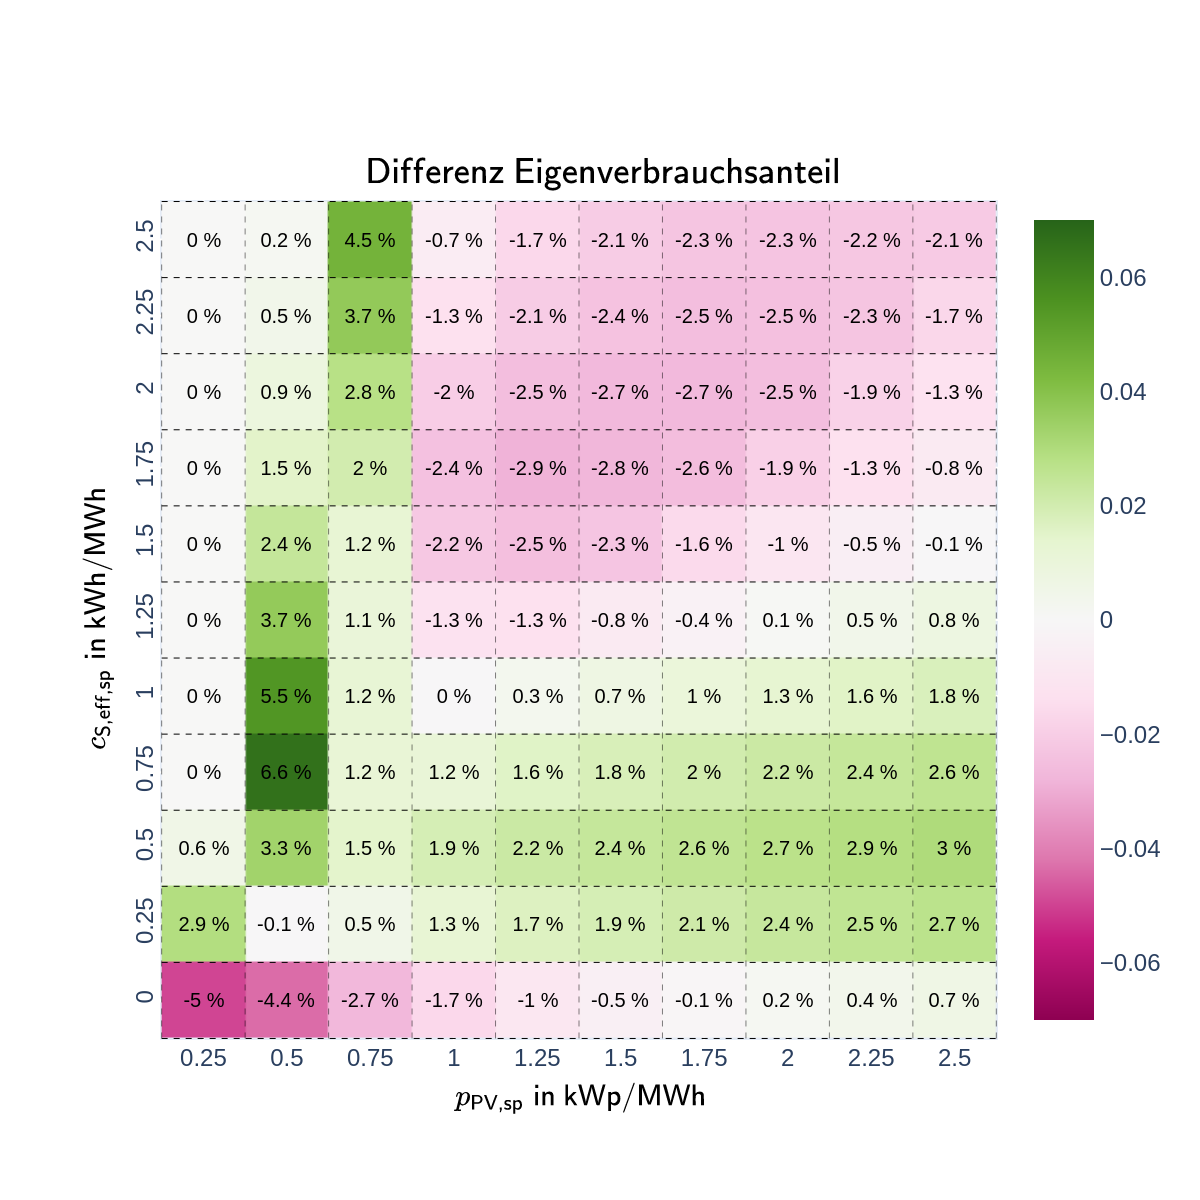 Differenz Eigenverbrauchsanteil
2.5 0 % 0.2 % 4.5 % -0.7 % -1.7 % -2.1 % -2.3 % -2.3 % -2.2 % -2.1 %
2.25 0 % 0.5 % 3.7 % -1.3 % -2.1 % -2.4 % -2.5 % -2.5 % -2.3 % -1.7 %
2 0 % 0.9 % 2.8 % -2 % -2.5 % -2.7 % -2.7 % -2.5 % -1.9 % -1.3 %
1.75 0 % 1.5 % 2 % -2.4 % -2.9 % -2.8 % -2.6 % -1.9 % -1.3 % -0.8 %
1.5 0 % 2.4 % 1.2 % -2.2 % -2.5 % -2.3 % -1.6 % -1 % -0.5 % -0.1 %
1.25 0 % 3.7 % 1.1 % -1.3 % -1.3 % -0.8 % -0.4 % 0.1 % 0.5 % 0.8 %
1 0 % 5.5 % 1.2 % 0 % 0.3 % 0.7 % 1 % 1.3 % 1.6 % 1.8 %
0.75 0 % 6.6 % 1.2 % 1.2 % 1.6 % 1.8 % 2 % 2.2 % 2.4 % 2.6 %
0.5 0.6 % 3.3 % 1.5 % 1.9 % 2.2 % 2.4 % 2.6 % 2.7 % 2.9 % 3 %
0.25 2.9 % -0.1 % 0.5 % 1.3 % 1.7 % 1.9 % 2.1 % 2.4 % 2.5 % 2.7 %
0 -5 % -4.4 % -2.7 % -1.7 % -1 % -0.5 % -0.1 % 0.2 % 0.4 % 0.7 %
0.25 0.5 0.75 1 1.25 1.5 1.75 2 2.25 2.5
p PV,sp in kWp/MWh
c S,eff,sp in kWh/MWh
0.06
0.04
0.02
0
−0.02
−0.04
−0.06